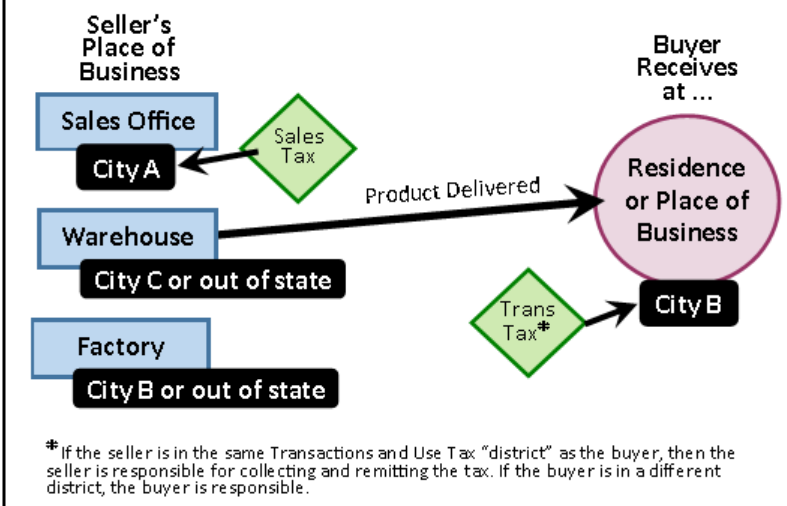 Seller's
Place of
Business
Sales Office
City A
Sales
Tax
Warehouse
City C or out of state
Factory
City B or out of state
Product Delivered
Buyer
Receives
at ...
Residence
or Place of
Business
City B
Trans
Tax*
*If the seller is in the same Transactions and Use Tax “district” as the buyer, then the
seller is responsible for collecting and remitting the tax. If the buyer is in a different
district, the buyer is responsible.